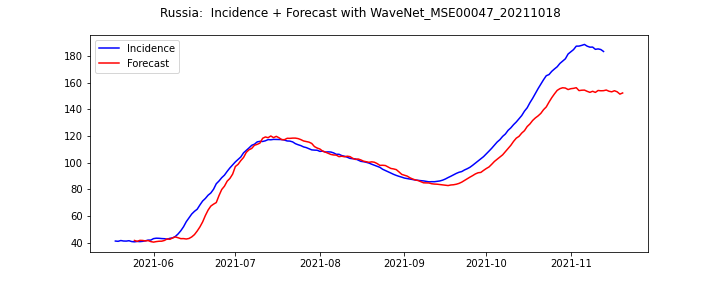 Russia:  Incidence + Forecast with WaveNet_MSE00047_20211018
Incidence
Forecast
180
160
140
120
100
80
60
40
2021-06 2021-07 2021-08 2021-09 2021-10 2021-11